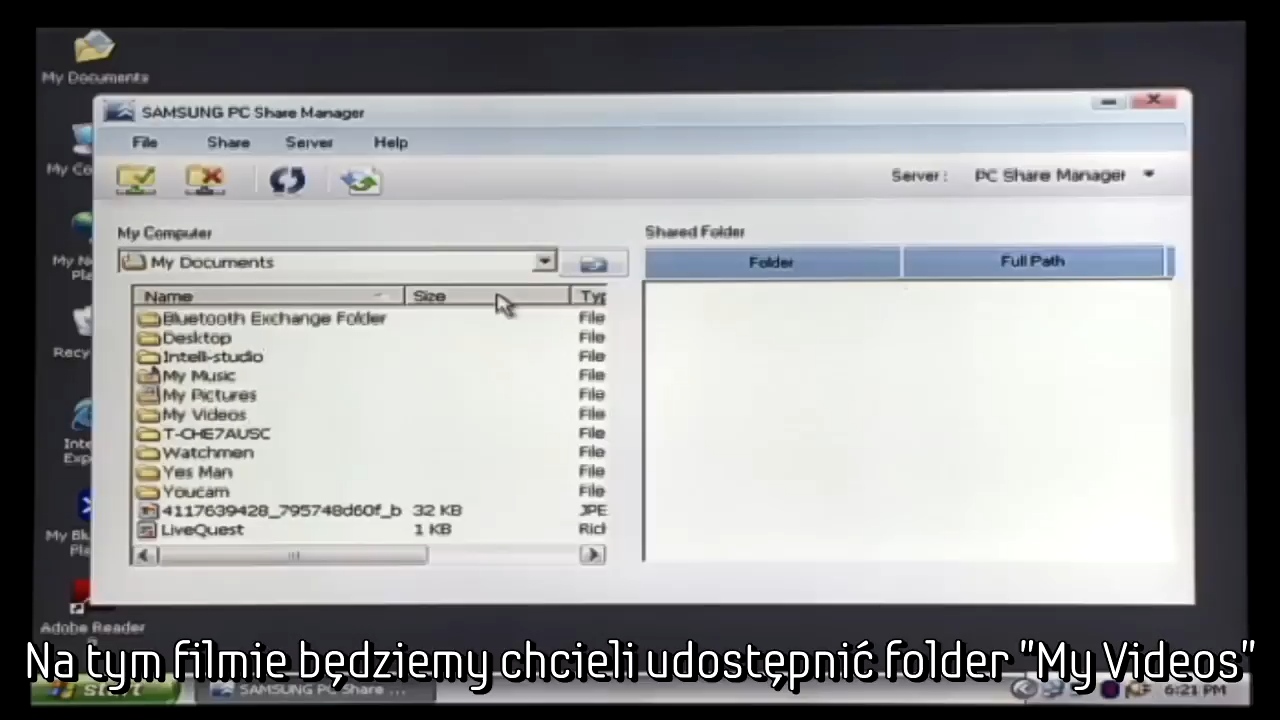 My Documents
SAMSUNG PC Share Manager
File Share Server Help
Server: PC Share Manager
My Computer
Shared Folder
My Documents
Folder Full Path
Name Size Typ
Bluetooth Exchange Folder File
Desktop File
Intelli-studio File
My Music File
My Pictures File
My Videos File
T-CHE7AUSC File
Watchmen File
Yes Man File
Youcam File
4117639428_795748d60f_b 32 KB JPE
LiveQuest 1 KB Rich
My Co
My Ne
Pla
Recy
Inte
Exp
My Blu
Pla
Adobe Reader
Na tym filmie będziemy chcieli udostępnić folder "My Videos"
start
SAMSUNG PC Share ...
6:21 PM